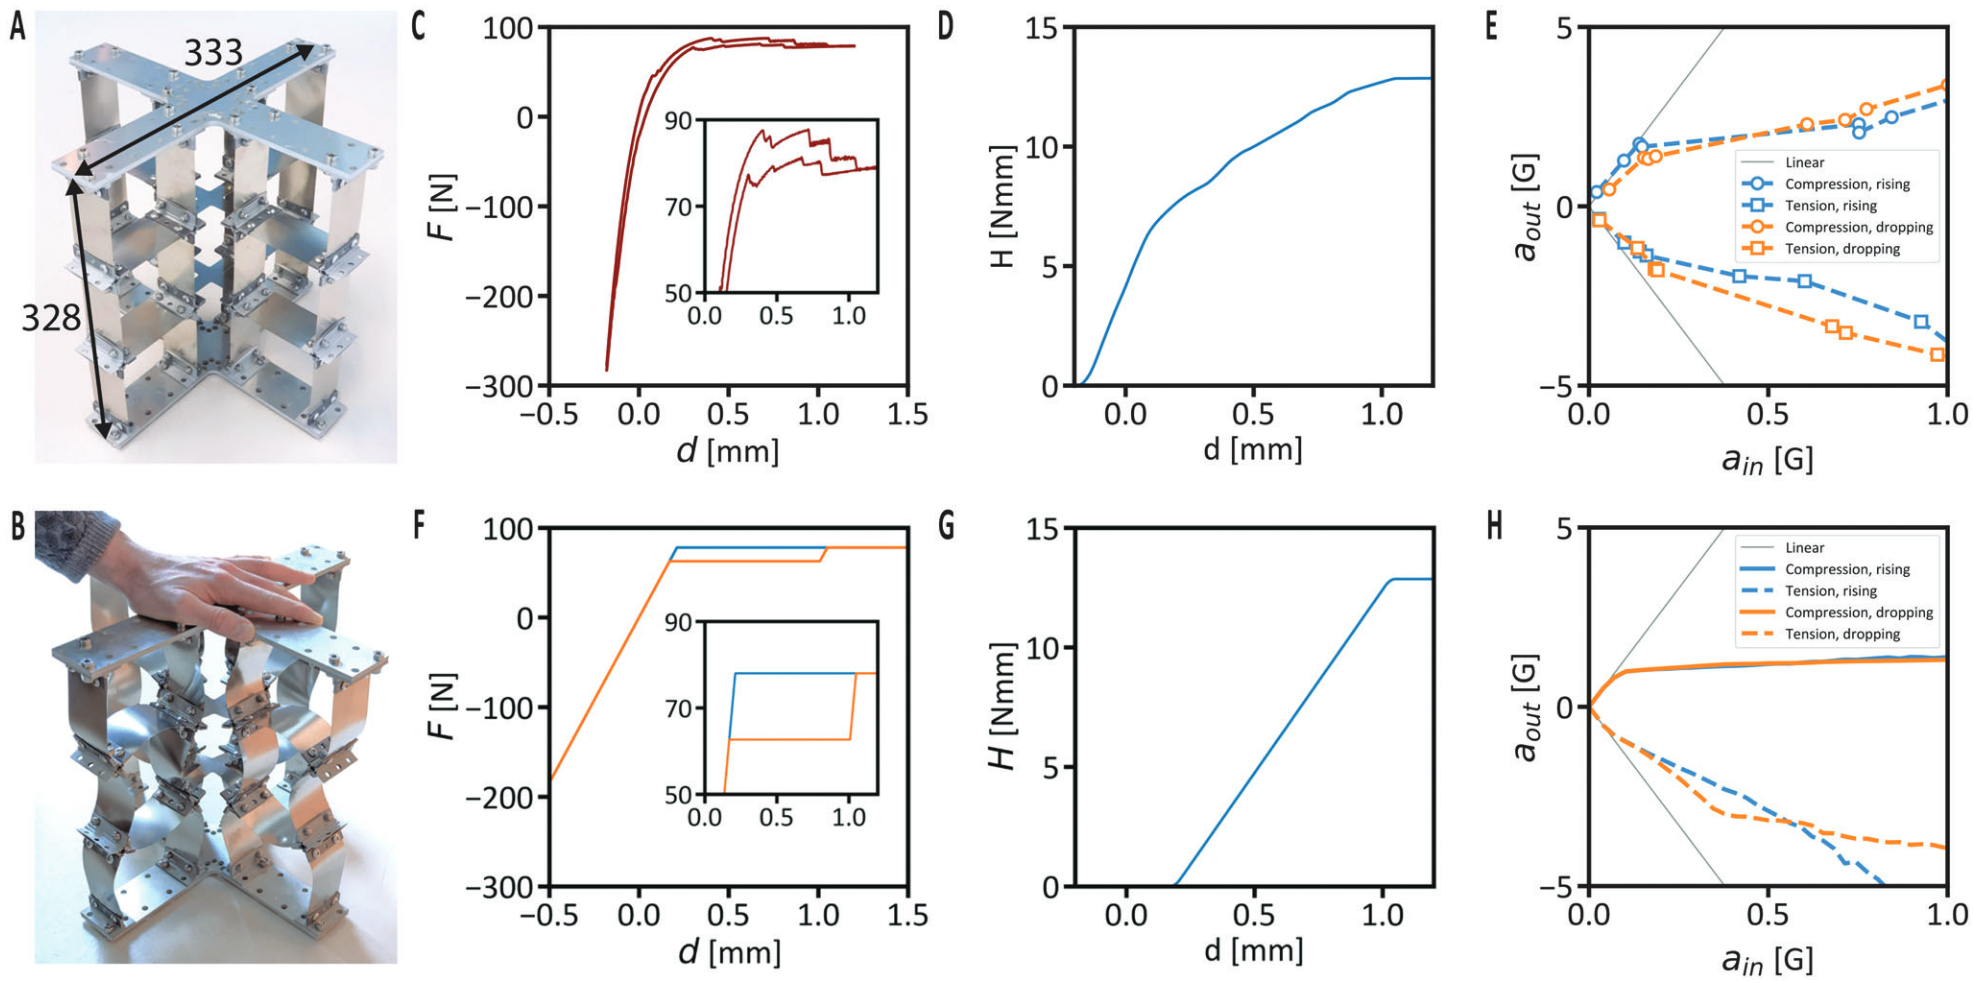 A
333
328
C
100
0
−100
−200
−300
F [N]
90
70
50
0.0 0.5 1.0
−0.5 0.0 0.5 1.0 1.5
d [mm]
D
15
10
5
0
H [Nmm]
0.0 0.5 1.0
d [mm]
E
5
0
−5
aout [G]
Linear
Compression, rising
Tension, rising
Compression, dropping
Tension, dropping
0.0 0.5 1.0
ain [G]
B
F
100
0
−100
−200
−300
F [N]
90
70
50
0.0 0.5 1.0
−0.5 0.0 0.5 1.0 1.5
d [mm]
G
15
10
5
0
H [Nmm]
0.0 0.5 1.0
d [mm]
H
5
0
−5
aout [G]
Linear
Compression, rising
Tension, rising
Compression, dropping
Tension, dropping
0.0 0.5 1.0
ain [G]